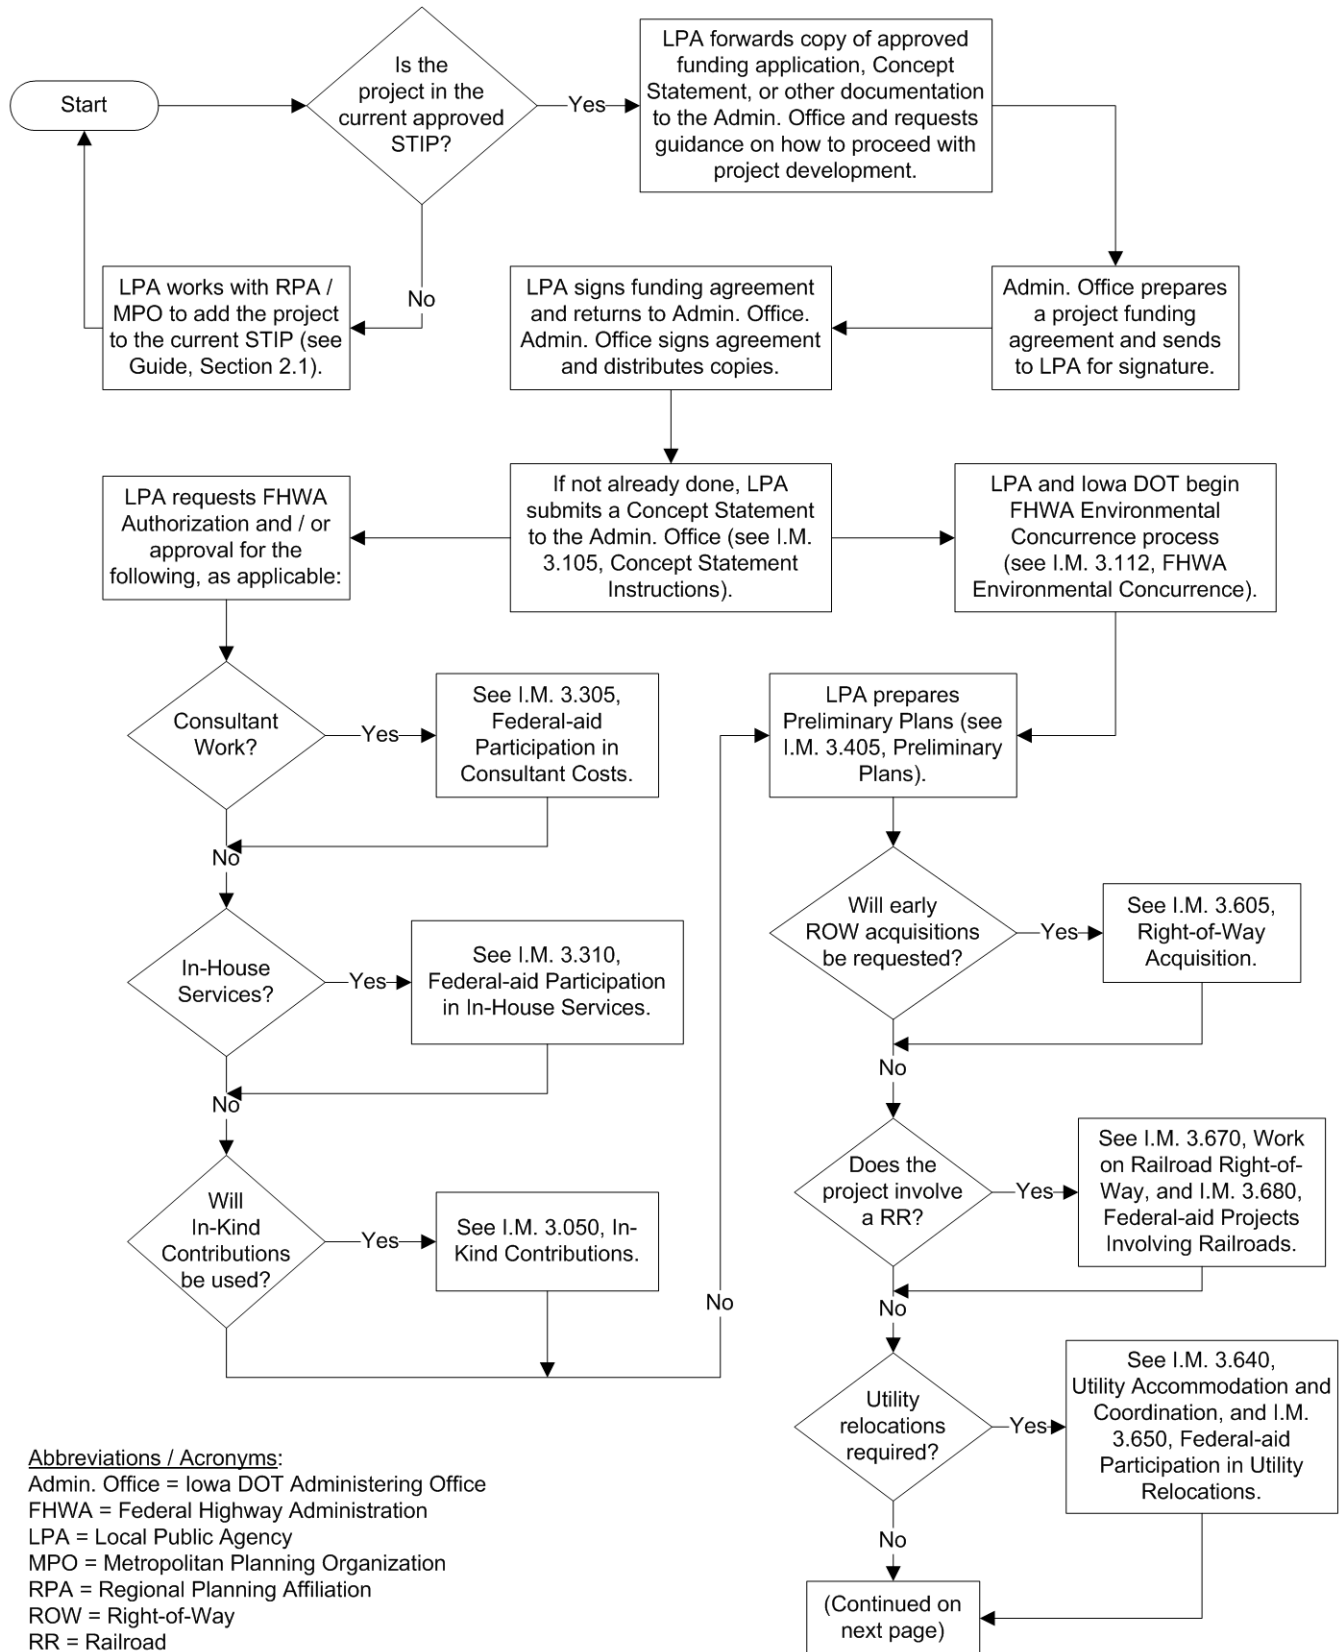 Start
Is the
project in the
current approved
STIP?
Yes
LPA forwards copy of approved
funding application, Concept
Statement, or other documentation
to the Admin. Office and requests
guidance on how to proceed with
project development.
No
LPA works with RPA /
MPO to add the project
to the current STIP (see
Guide, Section 2.1).
LPA signs funding agreement
and returns to Admin. Office.
Admin. Office signs agreement
and distributes copies.
Admin. Office prepares
a project funding
agreement and sends
to LPA for signature.
LPA requests FHWA
Authorization and / or
approval for the
following, as applicable:
If not already done, LPA
submits a Concept Statement
to the Admin. Office (see I.M.
3.105, Concept Statement
Instructions).
LPA and Iowa DOT begin
FHWA Environmental
Concurrence process
(see I.M. 3.112, FHWA
Environmental Concurrence).
Consultant
Work?
Yes
See I.M. 3.305,
Federal-aid
Participation in
Consultant Costs.
No
In-House
Services?
Yes
See I.M. 3.310,
Federal-aid Participation
in In-House Services.
No
Will
In-Kind
Contributions
be used?
Yes
See I.M. 3.050, In-
Kind Contributions.
No
LPA prepares
Preliminary Plans (see
I.M. 3.405, Preliminary
Plans).
Will early
ROW acquisitions
be requested?
Yes
See I.M. 3.605,
Right-of-Way
Acquisition.
No
Does the
project involve
a RR?
Yes
See I.M. 3.670, Work
on Railroad Right-of-
Way, and I.M. 3.680,
Federal-aid Projects
Involving Railroads.
No
Utility
relocations
required?
Yes
See I.M. 3.640,
Utility Accommodation and
Coordination, and I.M.
3.650, Federal-aid
Participation in Utility
Relocations.
No
(Continued on
next page)
Abbreviations / Acronyms:
Admin. Office = Iowa DOT Administering Office
FHWA = Federal Highway Administration
LPA = Local Public Agency
MPO = Metropolitan Planning Organization
RPA = Regional Planning Affiliation
ROW = Right-of-Way
RR = Railroad